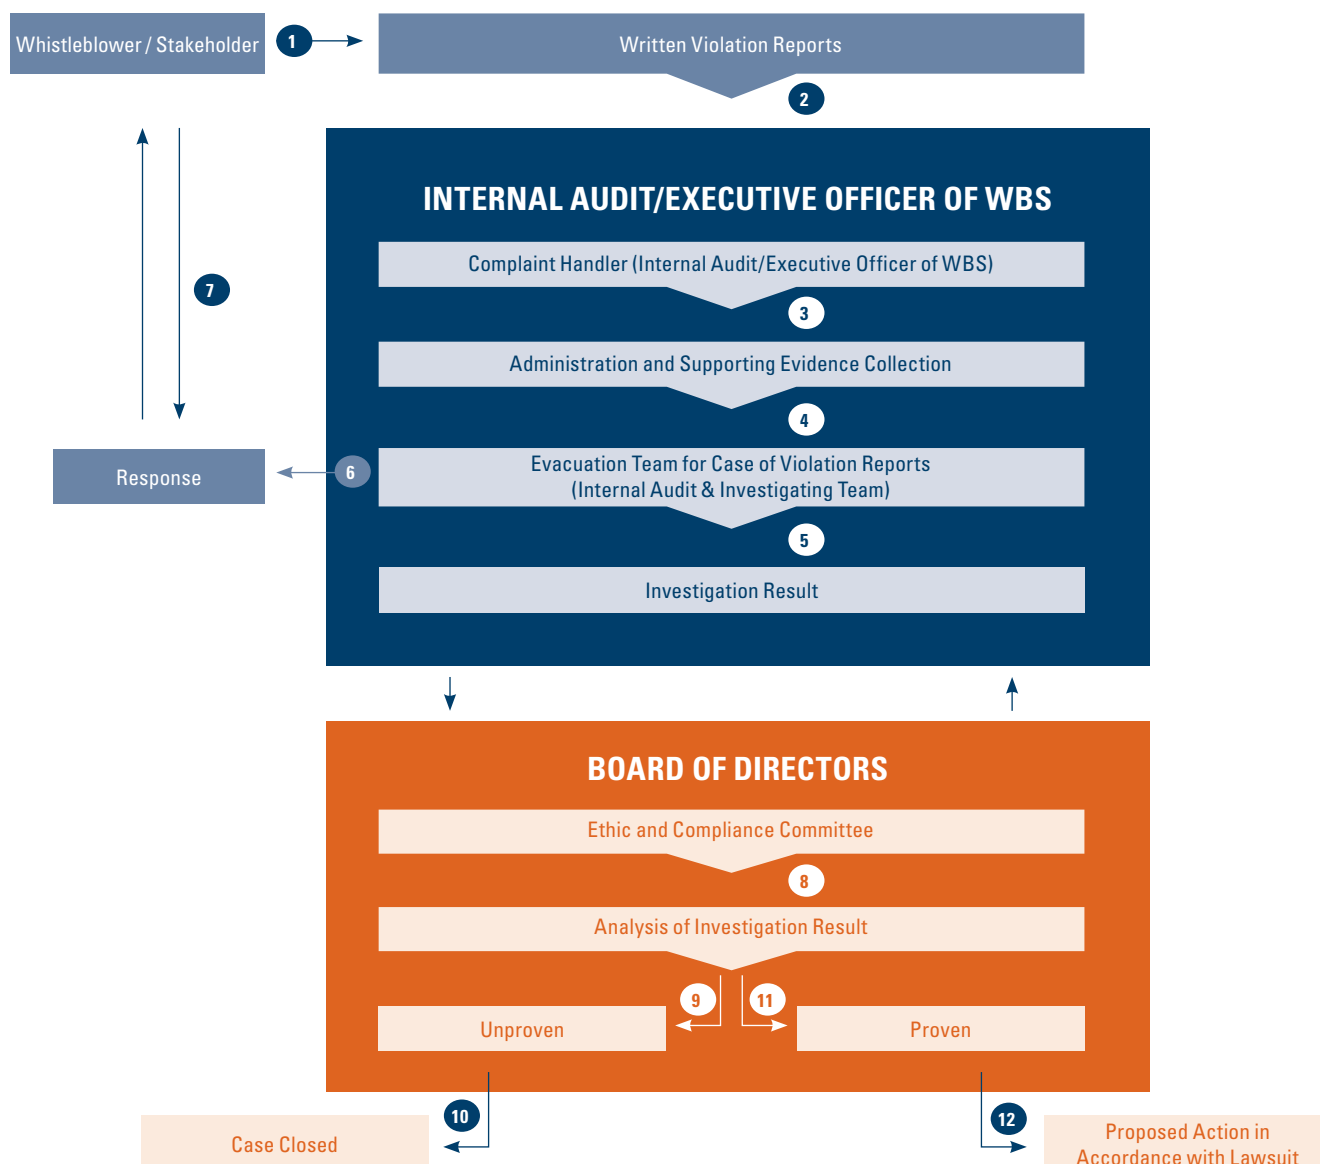 Whistleblower / Stakeholder
1
Written Violation Reports
2
INTERNAL AUDIT/EXECUTIVE OFFICER OF WBS
Complaint Handler (Internal Audit/Executive Officer of WBS)
3
7
Administration and Supporting Evidence Collection
4
Response
6
Evacuation Team for Case of Violation Reports
(Internal Audit & Investigating Team)
5
Investigation Result
BOARD OF DIRECTORS
Ethic and Compliance Committee
8
Analysis of Investigation Result
9
11
Unproven
Proven
10
12
Case Closed
Proposed Action in
Accordance with Lawsuit